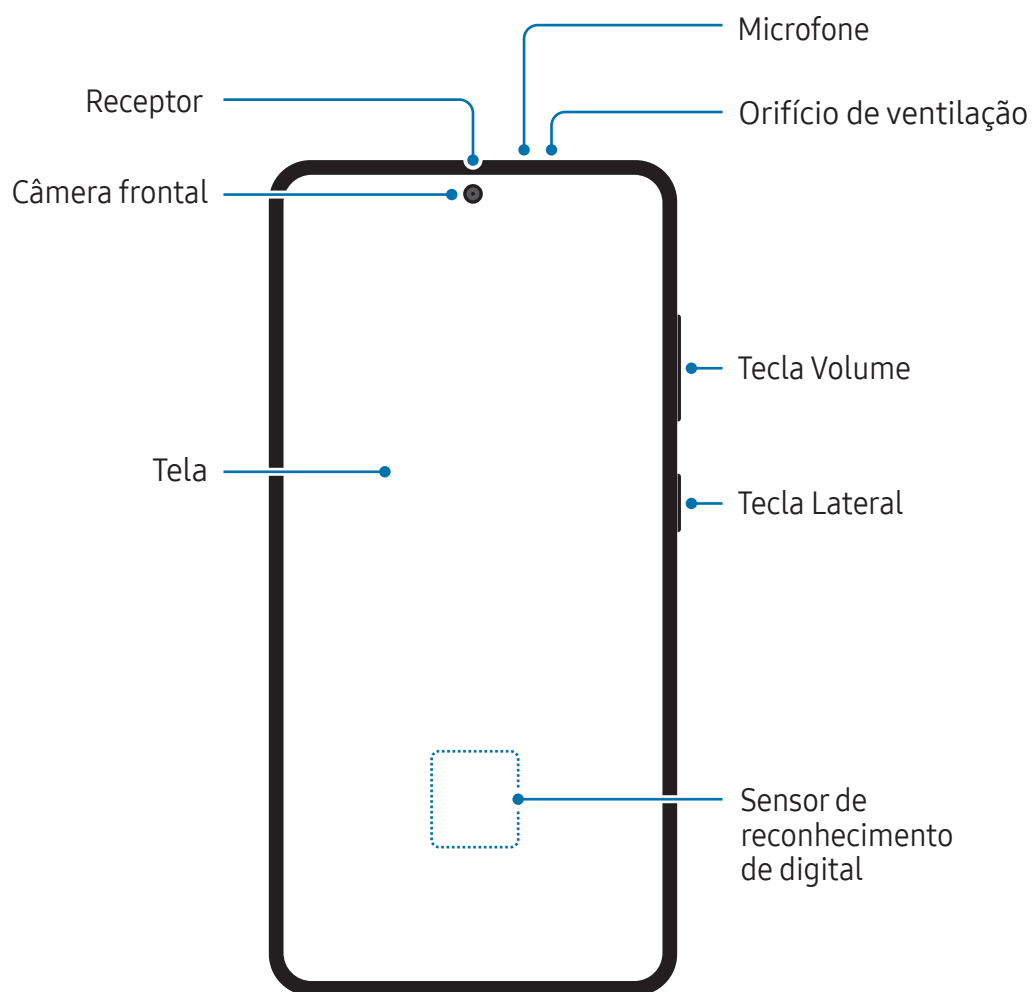 Microfone
Receptor
Orifício de ventilação
Câmera frontal
Tecla Volume
Tela
Tecla Lateral
Sensor de
reconhecimento
de digital